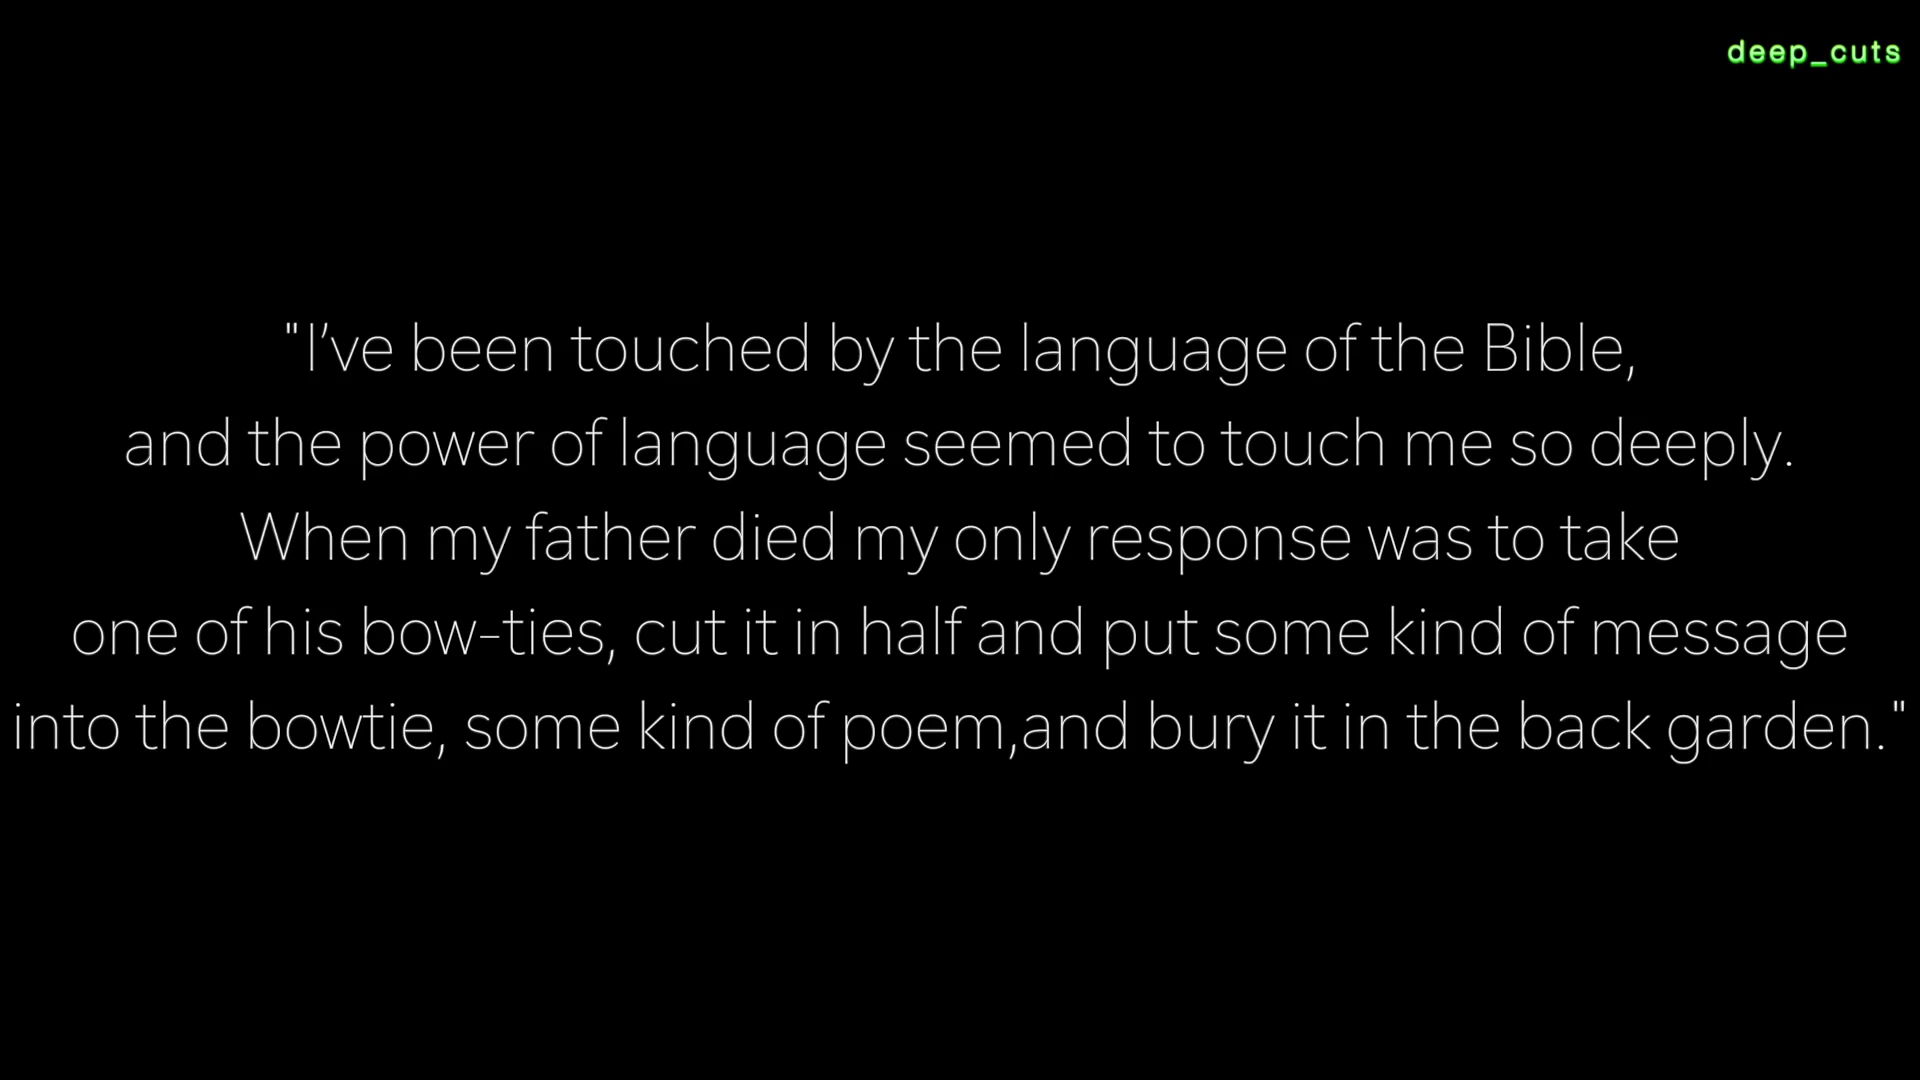 deep_cuts
"I’ve been touched by the language of the Bible,
and the power of language seemed to touch me so deeply.
When my father died my only response was to take
one of his bow-ties, cut it in half and put some kind of message
into the bowtie, some kind of poem,and bury it in the back garden."